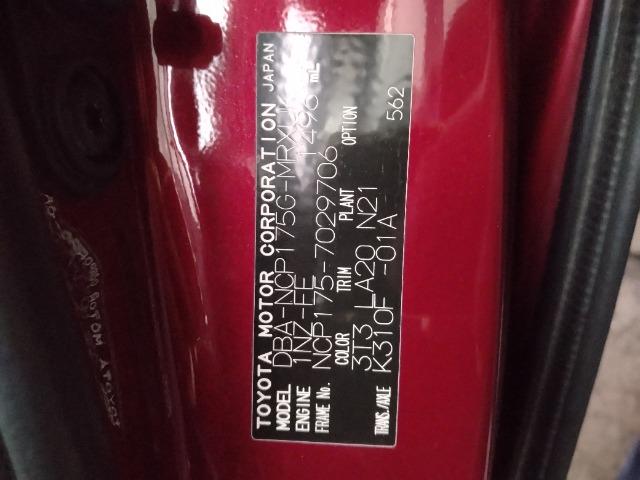 TOYOTA MOTOR CORPORATION JAPAN
MODEL DBA-NCP175G-MRXUK
ENGINE 1NZ-FE 1496 mL
FRAME No. NCP175-7029706
COLOR TRIM PLANT OPTION
3T3 LA20 N21 562
TRANS./AXLE K310F -01A